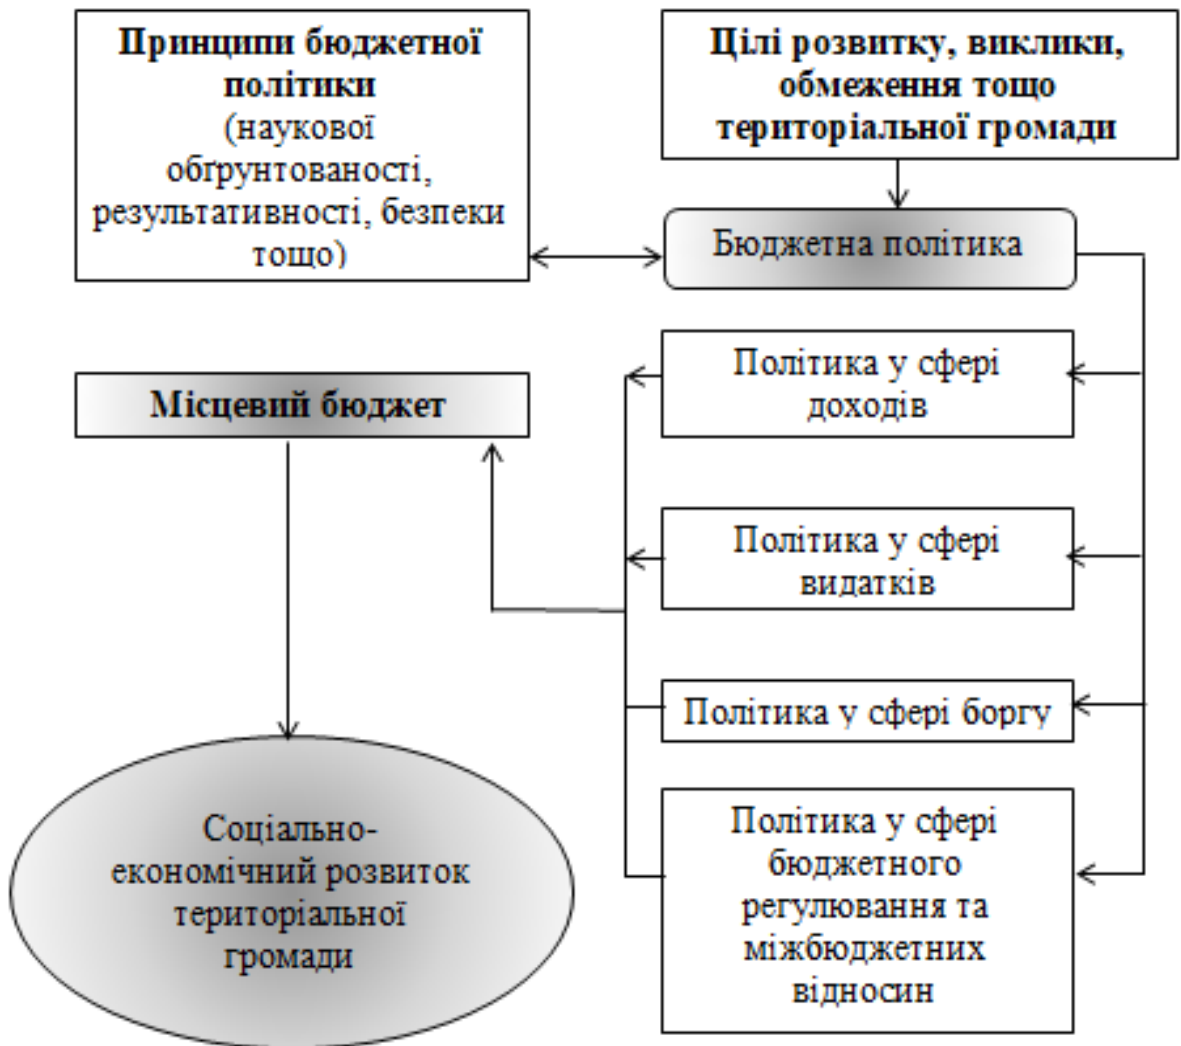 Принципи бюджетної
політики
(наукової
обґрунтованості,
результативності, безпеки
тощо)
Цілі розвитку, виклики,
обмеження тощо
територіальної громади
Бюджетна політика
Політика у сфері
доходів
Місцевий бюджет
Політика у сфері
видатків
Політика у сфері боргу
Соціально-
економічний розвиток
територіальної
громади
Політика у сфері
бюджетного
регулювання та
міжбюджетних
відносин